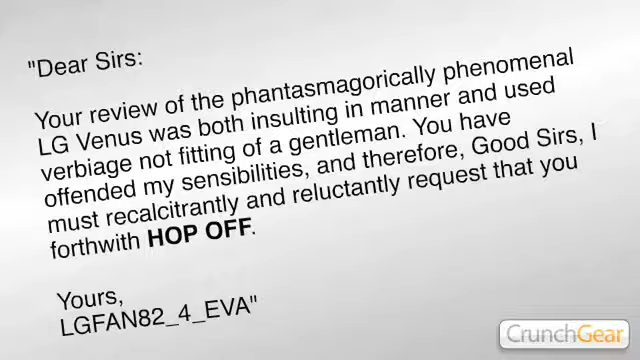 "Dear Sirs:
Your review of the phantasmagorically phenomenal
LG Venus was both insulting in manner and used
verbiage not fitting of a gentleman. You have
offended my sensibilities, and therefore, Good Sirs, I
must recalcitrantly and reluctantly request that you
forthwith HOP OFF.
Yours,
LGFAN82_4_EVA"
CrunchGear